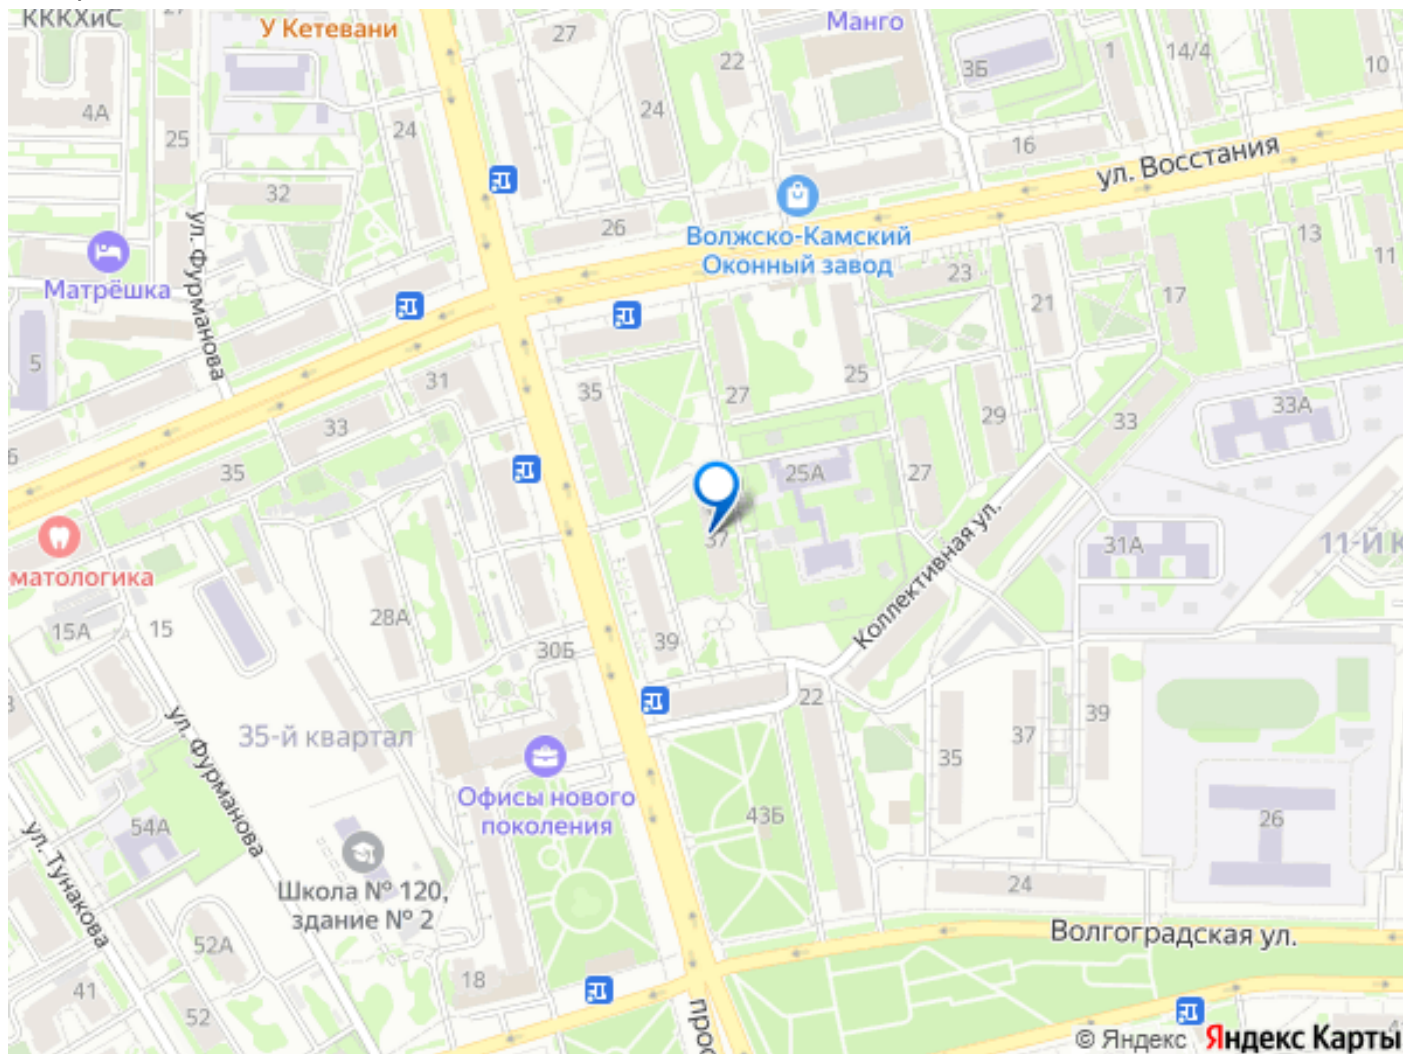 КККХиС
У Кетевани
27
Манго
22
3Б
1
14/4
10
4А
25
24
24
16
ул. Восстания
32
ул. Фурманова
26
Волжско-Камский
Оконный завод
13
11
Матрёшка
23
21
17
5
31
35
25
27
33
29
33
33А
35
25А
27
37
31А
11-й к
матологика
Коллективная ул.
15А
15
28А
39
30Б
22
ул. Фурманова
35-й квартал
35
37
39
Офисы нового
поколения
43Б
26
54А
ул. Тунакова
Школа № 120,
здание № 2
24
Волгоградская ул.
52А
18
41
52
прос
© Яндекс Яндекс Карты